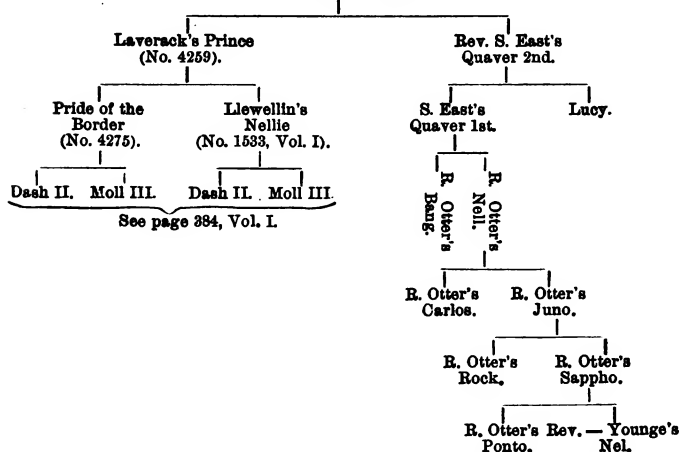 Laverack's Prince
(No. 4259).
Rev. S. East's
Quaver 2nd.
Pride of the
Border
(No. 4275).
Llewellin's
Nellie
(No. 1533, Vol. I).
S. East's
Quaver 1st.
Lucy.
Dash II. Moll III. Dash II. Moll III.
See page 384, Vol. I.
R. Otter's
Bang.
R. Otter's
Nell.
R. Otter's
Carlos.
R. Otter's
Juno.
R. Otter's
Rock.
R. Otter's
Sappho.
R. Otter's
Ponto.
Rev. — Younge's
Nel.